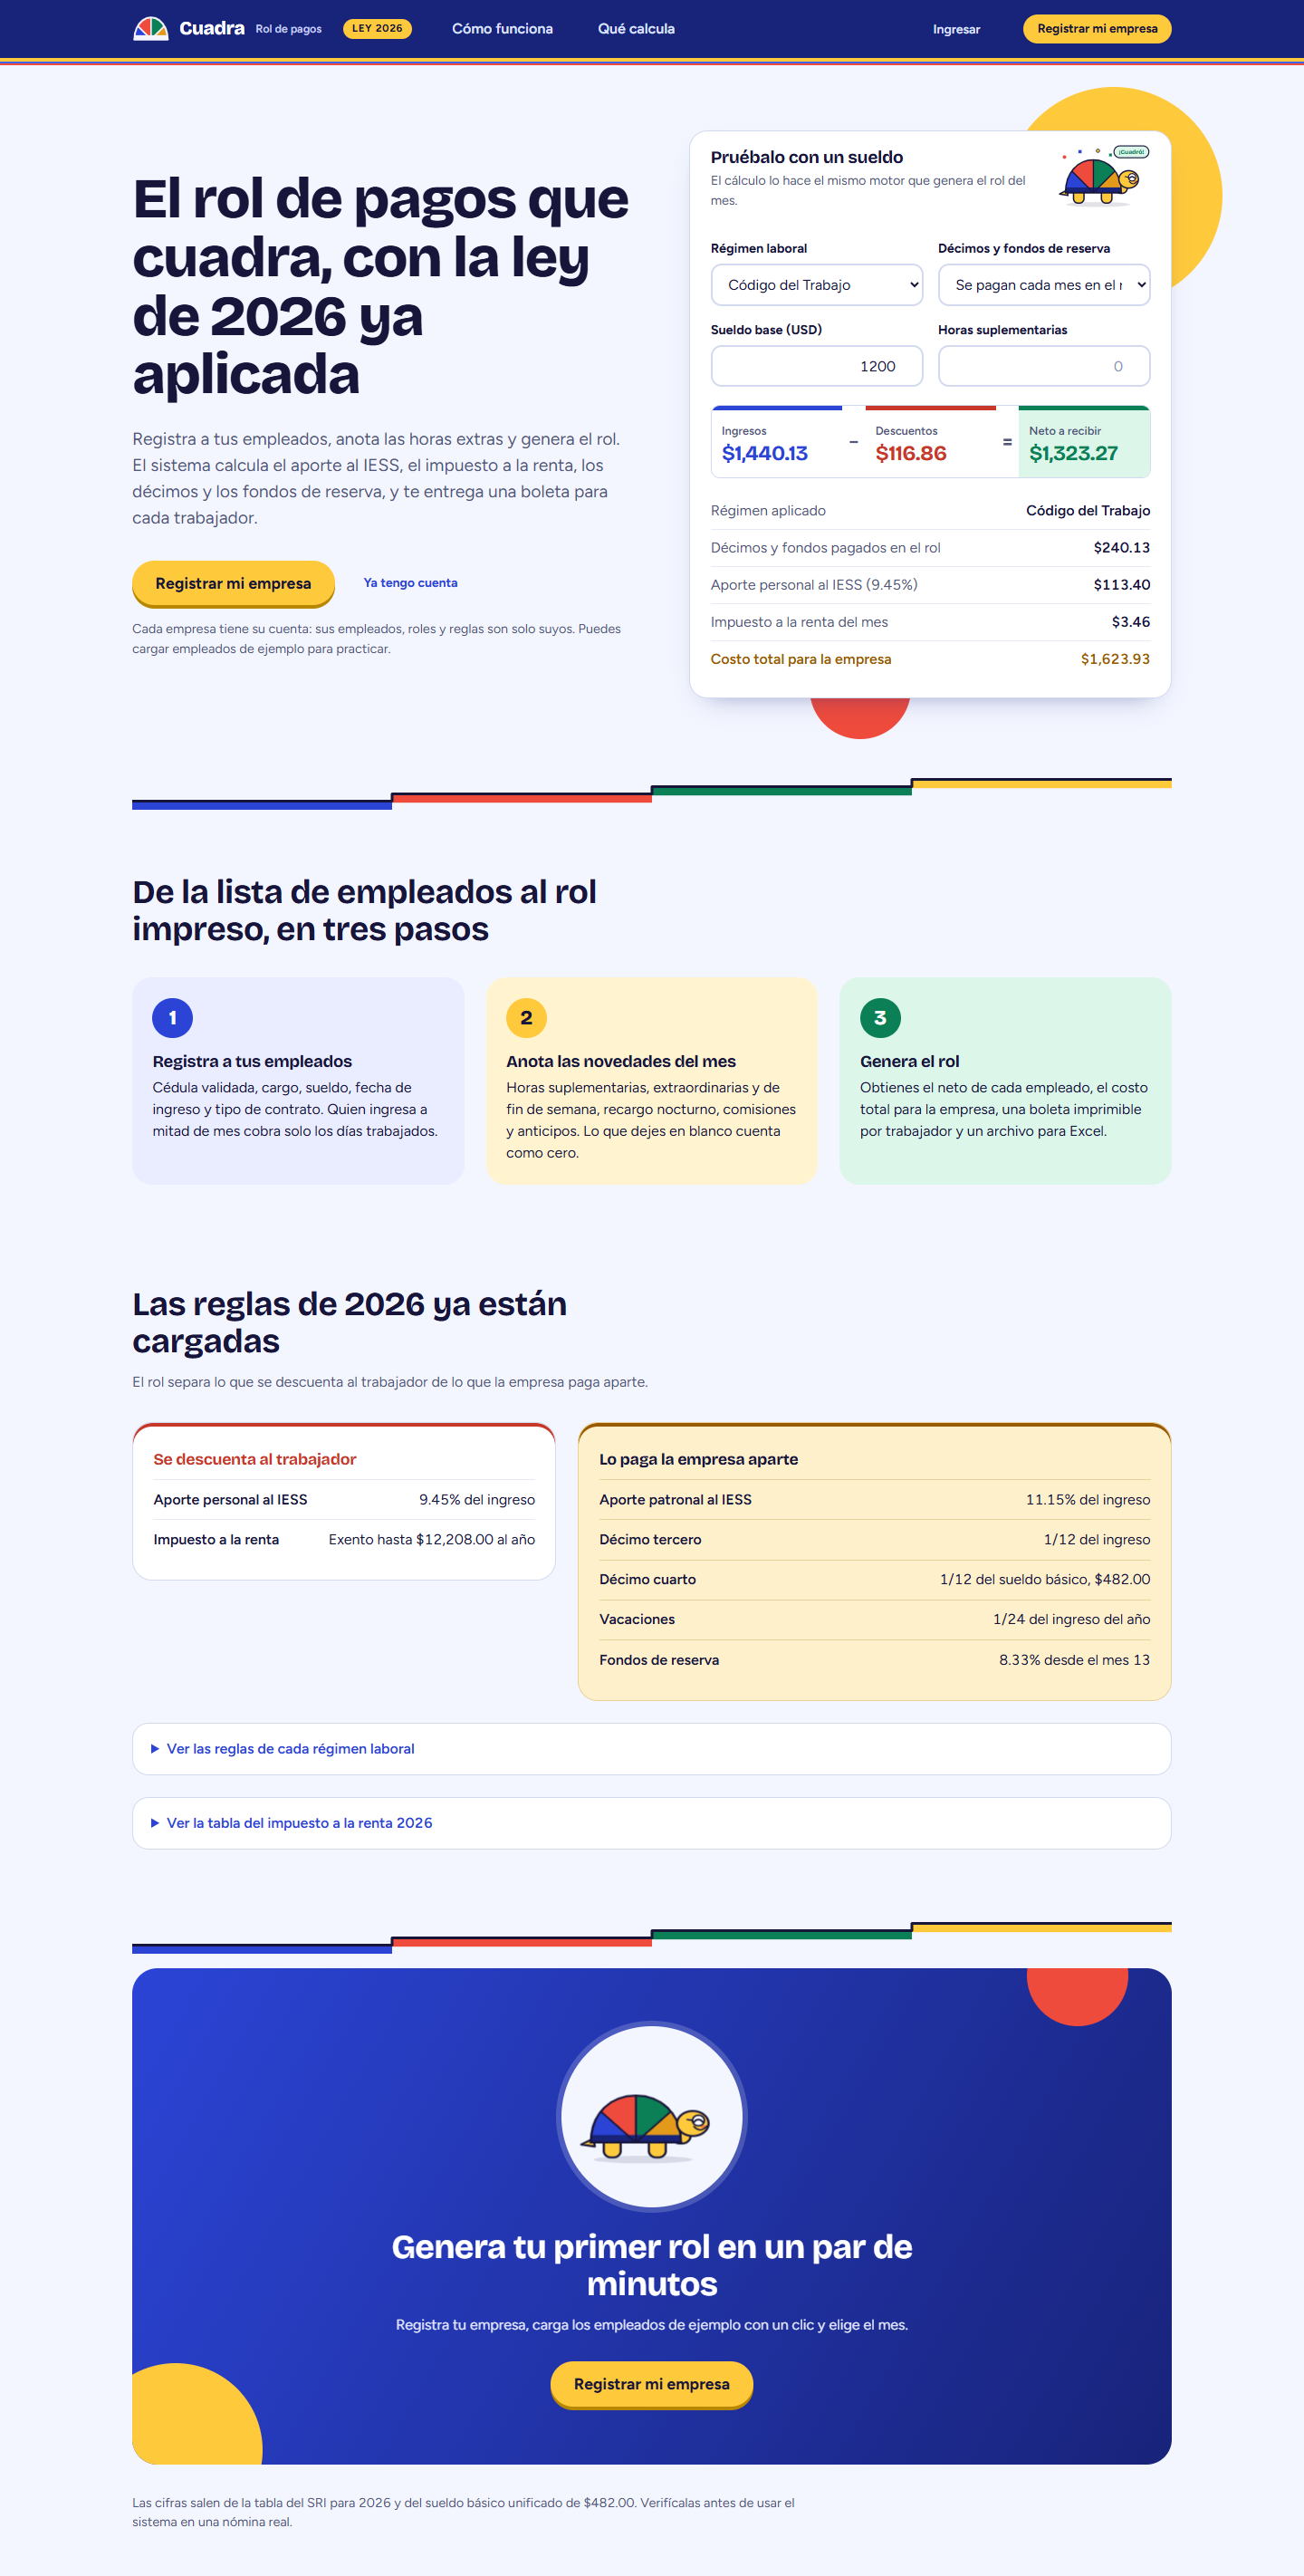 Cuadra Rol de pagos LEY 2026 Cómo funciona Qué calcula Ingresar Registrar mi empresa
El rol de pagos que
cuadra, con la ley
de 2026 ya
aplicada
Registra a tus empleados, anota las horas extras y genera el rol.
El sistema calcula el aporte al IESS, el impuesto a la renta, los
décimos y los fondos de reserva, y te entrega una boleta para
cada trabajador.
Registrar mi empresa Ya tengo cuenta
Cada empresa tiene su cuenta: sus empleados, roles y reglas son solo suyos. Puedes
cargar empleados de ejemplo para practicar.
Pruébalo con un sueldo
¡Cuadró!
El cálculo lo hace el mismo motor que genera el rol del
mes.
Régimen laboral Décimos y fondos de reserva
Código del Trabajo Se pagan cada mes en el r
Sueldo base (USD) Horas suplementarias
1200 0
Ingresos Descuentos Neto a recibir
$1,440.13 – $116.86 = $1,323.27
Régimen aplicado Código del Trabajo
Décimos y fondos pagados en el rol $240.13
Aporte personal al IESS (9.45%) $113.40
Impuesto a la renta del mes $3.46
Costo total para la empresa $1,623.93
De la lista de empleados al rol
impreso, en tres pasos
1
Registra a tus empleados
Cédula validada, cargo, sueldo, fecha de
ingreso y tipo de contrato. Quien ingresa a
mitad de mes cobra solo los días trabajados.
2
Anota las novedades del mes
Horas suplementarias, extraordinarias y de
fin de semana, recargo nocturno, comisiones
y anticipos. Lo que dejes en blanco cuenta
como cero.
3
Genera el rol
Obtienes el neto de cada empleado, el costo
total para la empresa, una boleta imprimible
por trabajador y un archivo para Excel.
Las reglas de 2026 ya están
cargadas
El rol separa lo que se descuenta al trabajador de lo que la empresa paga aparte.
Se descuenta al trabajador
Aporte personal al IESS 9.45% del ingreso
Impuesto a la renta Exento hasta $12,208.00 al año
Lo paga la empresa aparte
Aporte patronal al IESS 11.15% del ingreso
Décimo tercero 1/12 del ingreso
Décimo cuarto 1/12 del sueldo básico, $482.00
Vacaciones 1/24 del ingreso del año
Fondos de reserva 8.33% desde el mes 13
Ver las reglas de cada régimen laboral
Ver la tabla del impuesto a la renta 2026
Genera tu primer rol en un par de
minutos
Registra tu empresa, carga los empleados de ejemplo con un clic y elige el mes.
Registrar mi empresa
Las cifras salen de la tabla del SRI para 2026 y del sueldo básico unificado de $482.00. Verifícalas antes de usar el
sistema en una nómina real.